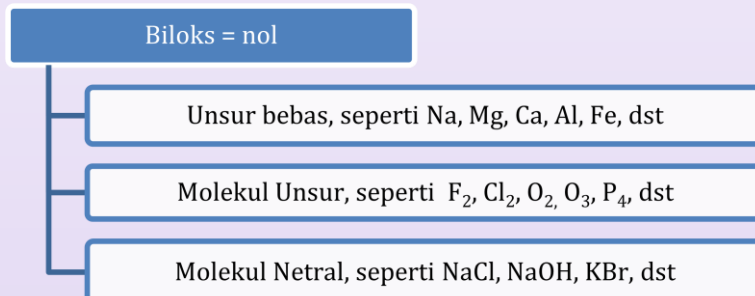 Biloks = nol
Unsur bebas, seperti Na, Mg, Ca, Al, Fe, dst
Molekul Unsur, seperti F₂, Cl₂, O₂, O₃, P₄, dst
Molekul Netral, seperti NaCl, NaOH, KBr, dst